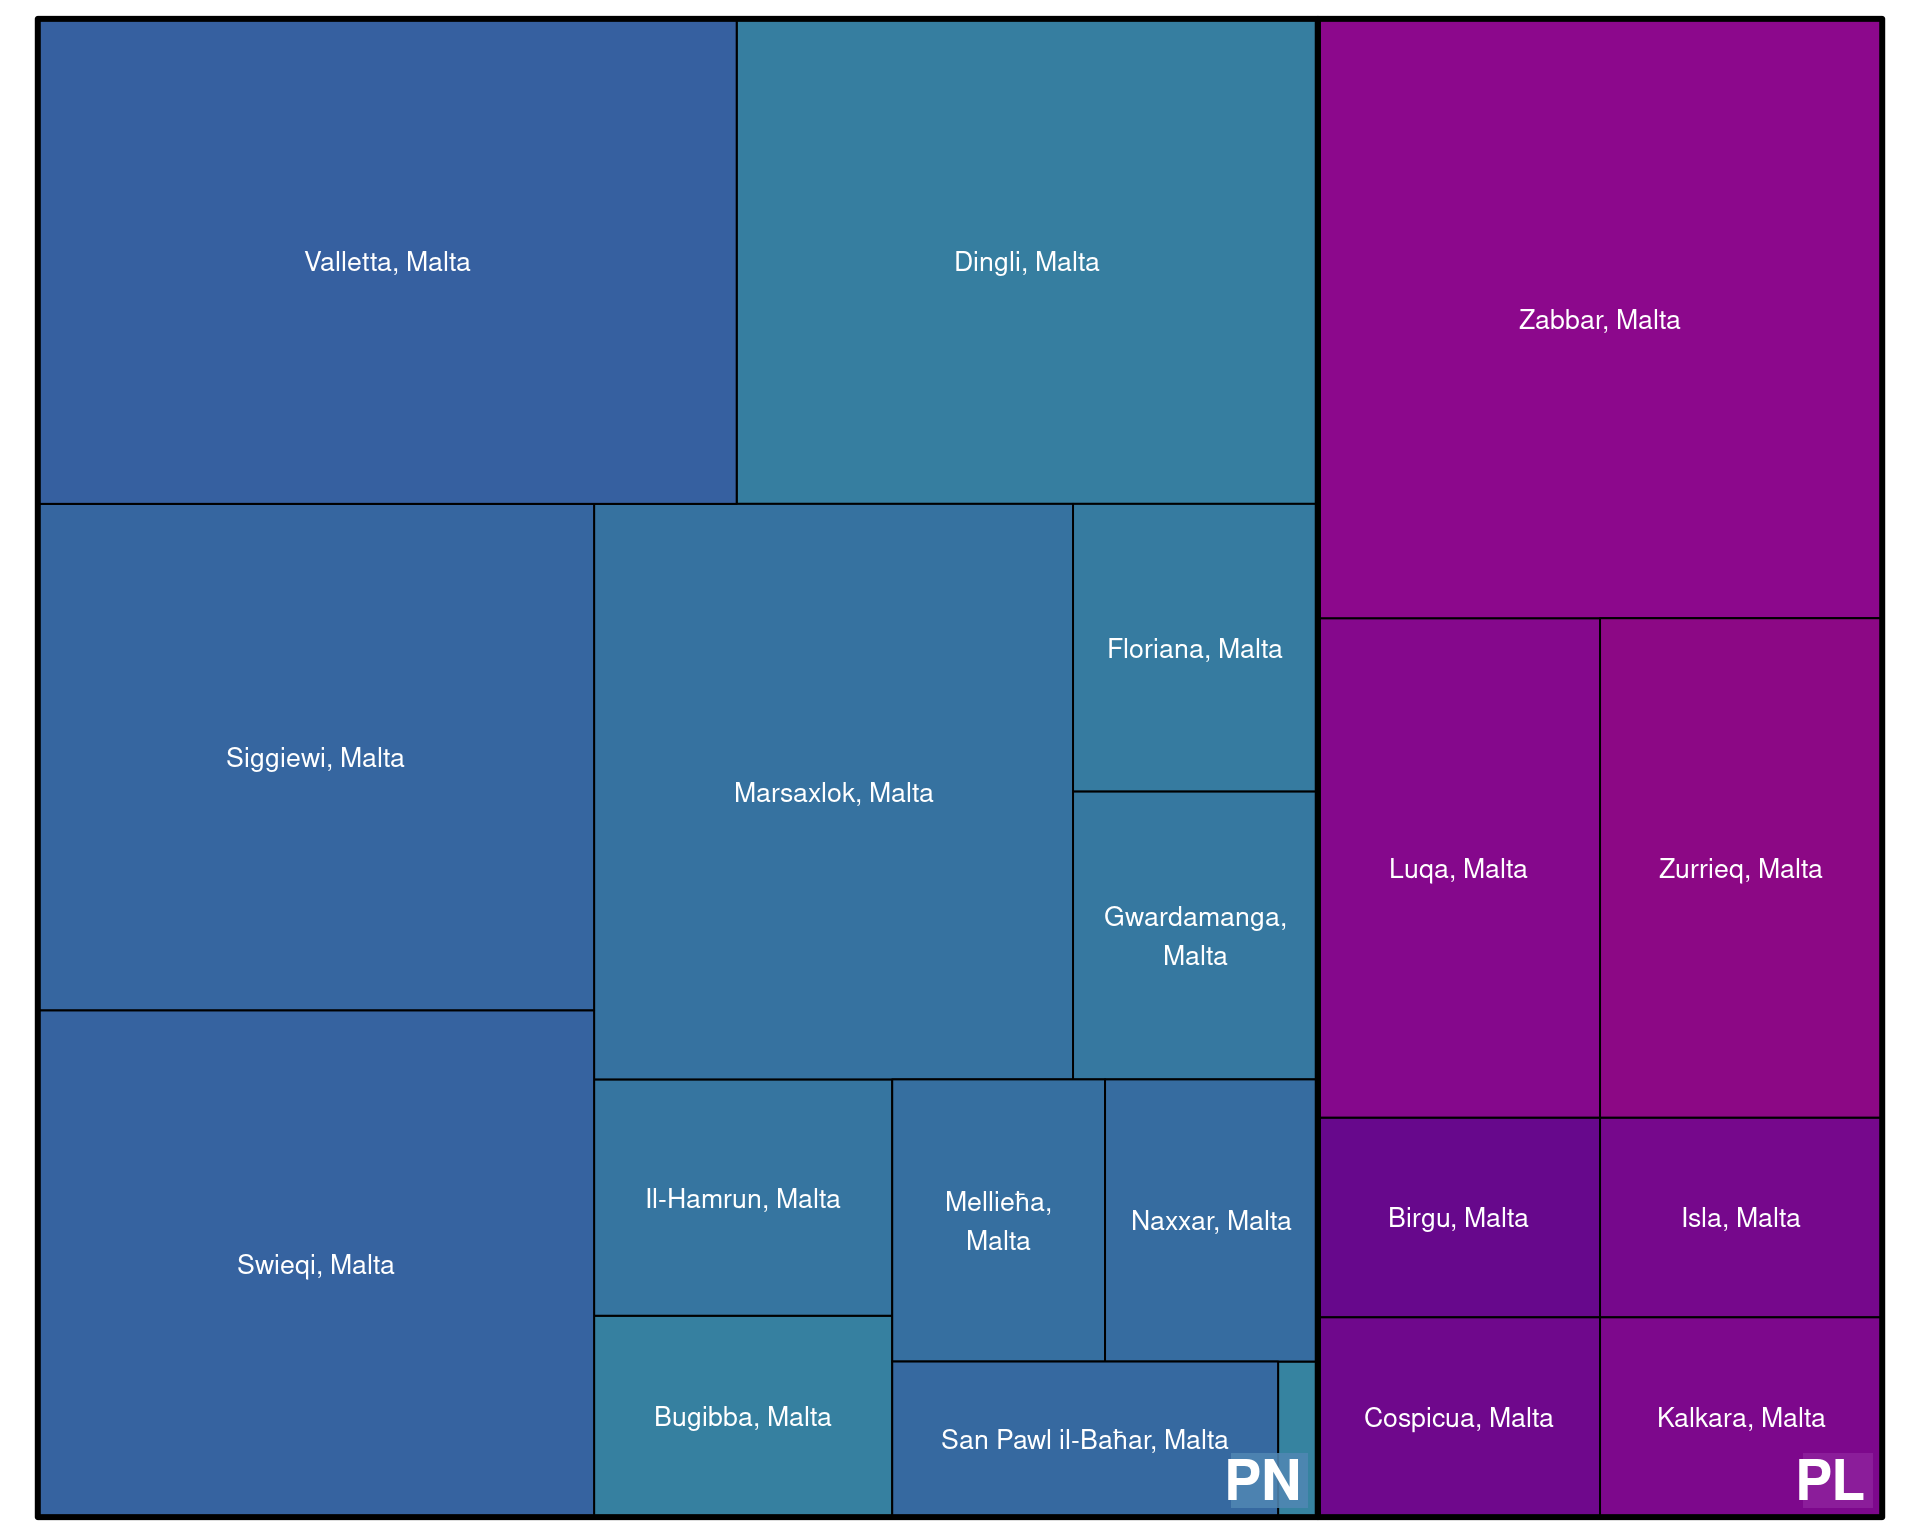 Valletta, Malta
Dingli, Malta
Zabbar, Malta
Siggiewi, Malta
Marsaxlok, Malta
Floriana, Malta
Gwardamanga,
Malta
Luqa, Malta
Zurrieq, Malta
Swieqi, Malta
Il-Hamrun, Malta
Mellieħa,
Malta
Naxxar, Malta
Birgu, Malta
Isla, Malta
Bugibba, Malta
San Pawl il-Baħar, Malta
Cospicua, Malta
Kalkara, Malta
PN
PL